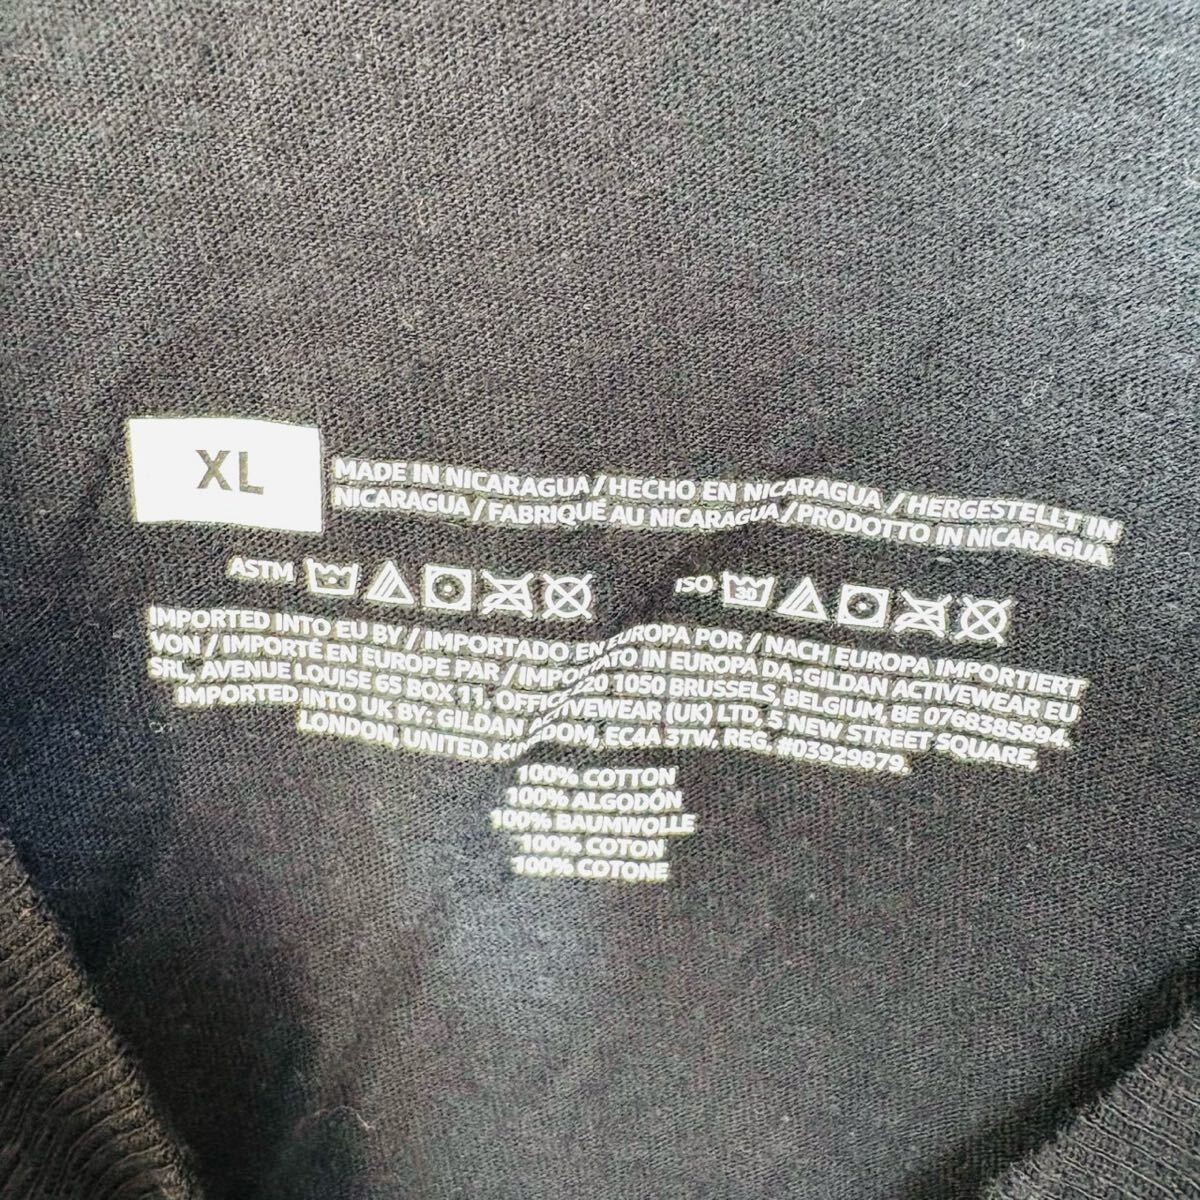 XL
MADE IN NICARAGUA / HECHO EN NICARAGUA / HERGESTELLT IN
NICARAGUA / FABRIQUÉ AU NICARAGUA / PRODOTTO IN NICARAGUA
ASTM
ISO 30
IMPORTED INTO EU BY / IMPORTADO EN EUROPA POR / NACH EUROPA IMPORTIERT
VON / IMPORTÉ EN EUROPE PAR / IMPORTATO IN EUROPA DA: GILDAN ACTIVEWEAR EU
SRL, AVENUE LOUISE 65 BOX 11, OFFICE 220 1050 BRUSSELS, BELGIUM, BE 0768385894.
IMPORTED INTO UK BY: GILDAN ACTIVEWEAR (UK) LTD, 5 NEW STREET SQUARE,
LONDON, UNITED KINGDOM, EC4A 3TW. REG. #03929879.
100% COTTON
100% ALGODÓN
100% BAUMWOLLE
100% COTON
100% COTONE